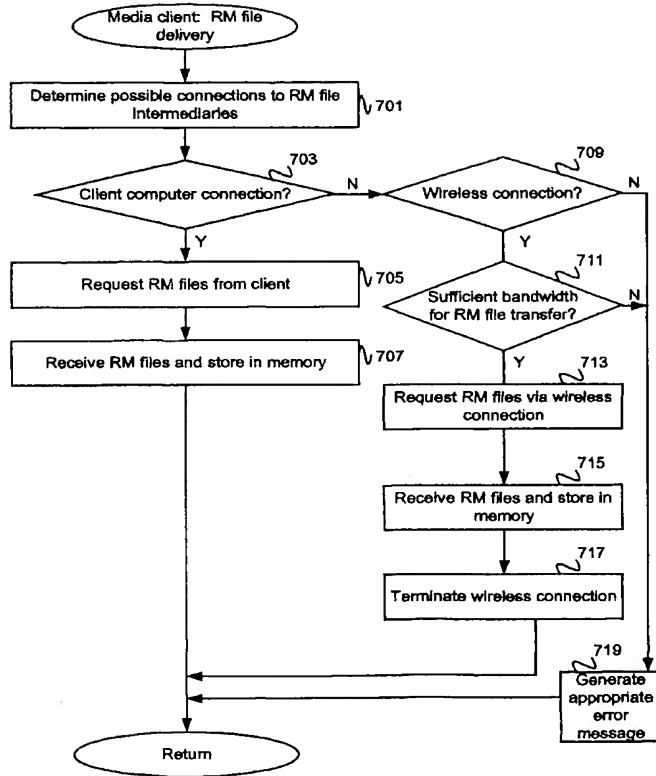 Media client: RM file
delivery
Determine possible connections to RM file
Intermediaries
701
703
Client computer connection?
N
Y
709
Wireless connection?
N
Y
Request RM files from client
705
711
Sufficient bandwidth
for RM file transfer?
N
Y
Receive RM files and store in memory
707
713
Request RM files via wireless
connection
715
Receive RM files and store in
memory
717
Terminate wireless connection
719
Generate
appropriate
error
message
Return